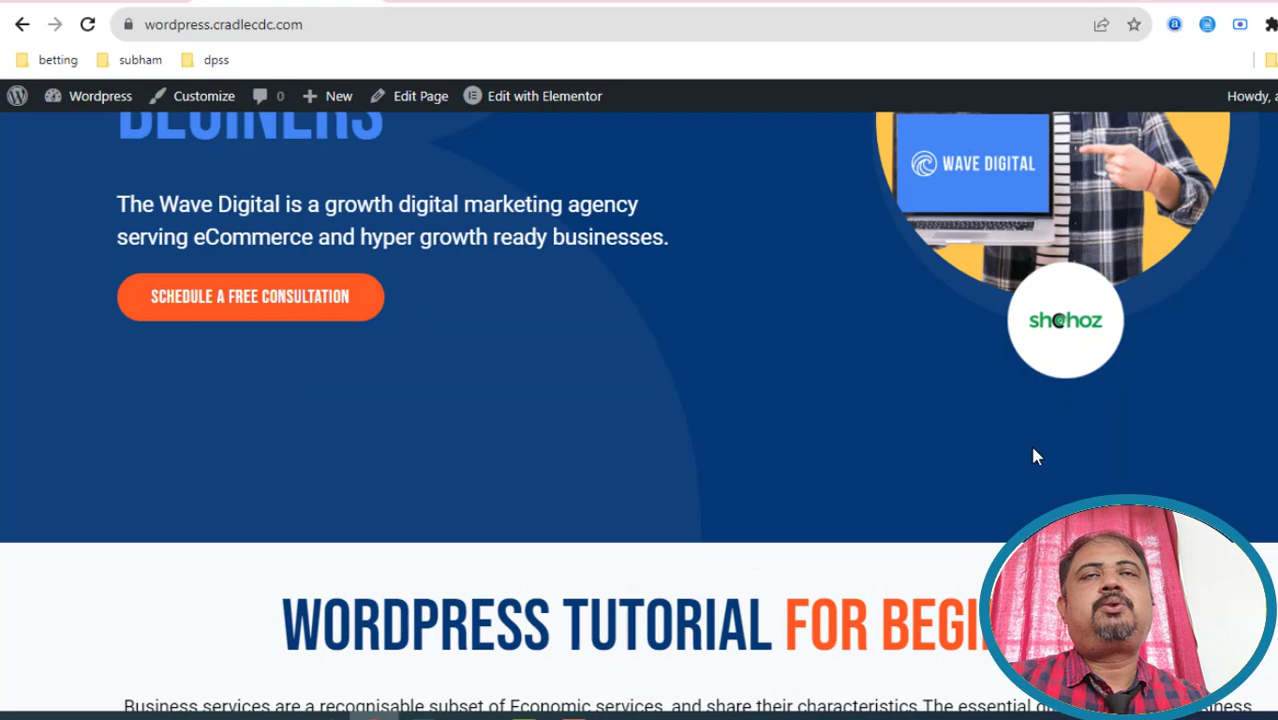 wordpress.cradlecdc.com
betting
subham
dpss
Wordpress
Customize
0
New
Edit Page
Edit with Elementor
Howdy,
BEGINERS
WAVE DIGITAL
The Wave Digital is a growth digital marketing agency
serving eCommerce and hyper growth ready businesses.
SCHEDULE A FREE CONSULTATION
shohoz
WORDPRESS TUTORIAL FOR BEGI
Business services are a recognisable subset of Economic services, and share their characteristics The essential